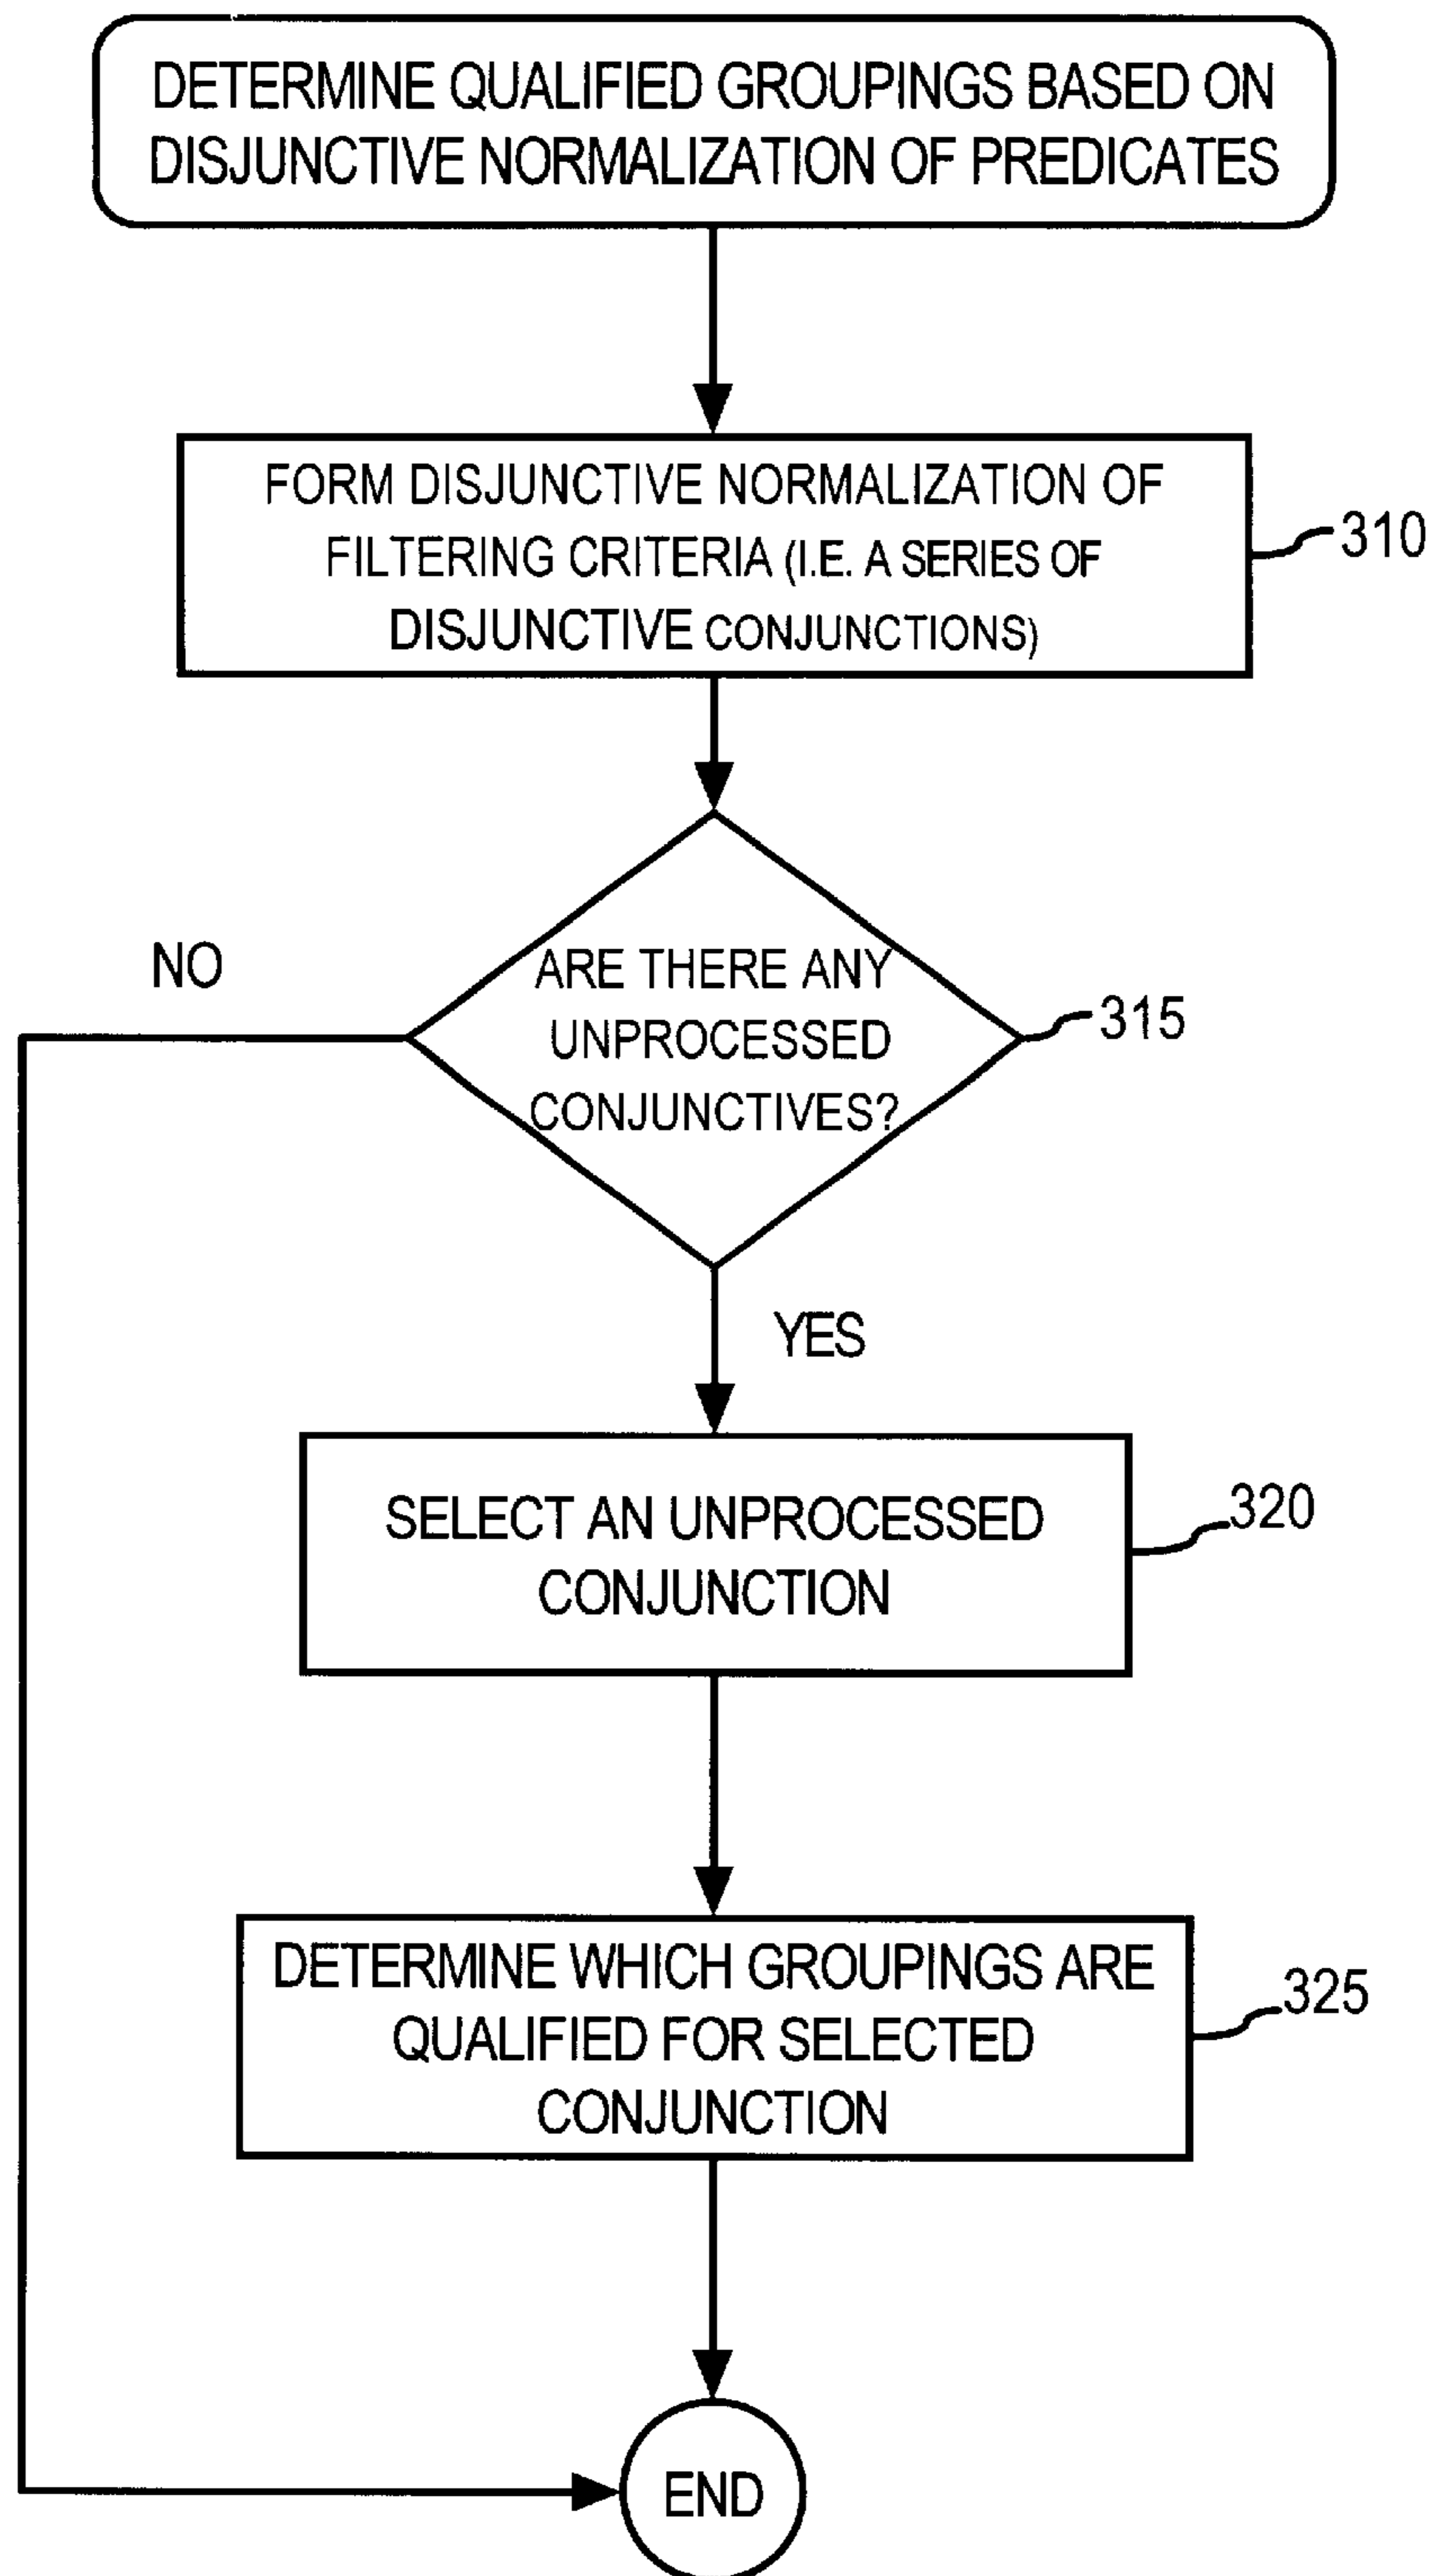 DETERMINE QUALIFIED GROUPINGS BASED ON
DISJUNCTIVE NORMALIZATION OF PREDICATES
FORM DISJUNCTIVE NORMALIZATION OF
FILTERING CRITERIA (I.E. A SERIES OF
DISJUNCTIVE CONJUNCTIONS)
310
ARE THERE ANY
UNPROCESSED
CONJUNCTIVES?
315
NO
YES
SELECT AN UNPROCESSED
CONJUNCTION
320
DETERMINE WHICH GROUPINGS ARE
QUALIFIED FOR SELECTED
CONJUNCTION
325
END